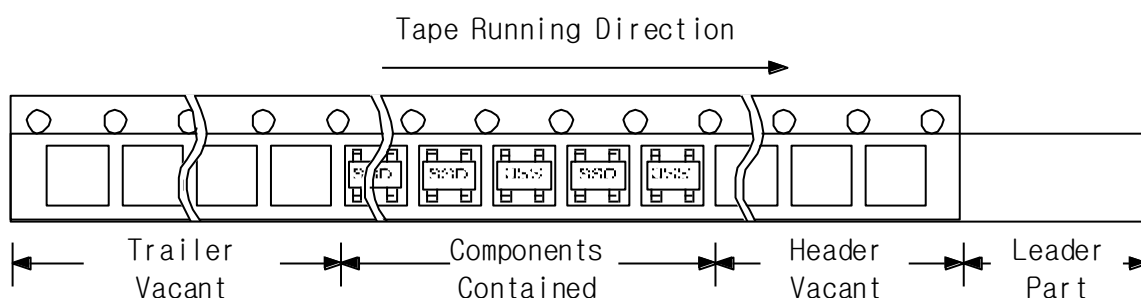 Tape Running Direction
Trailer
Vacant
Components
Contained
Header
Vacant
Leader
Part